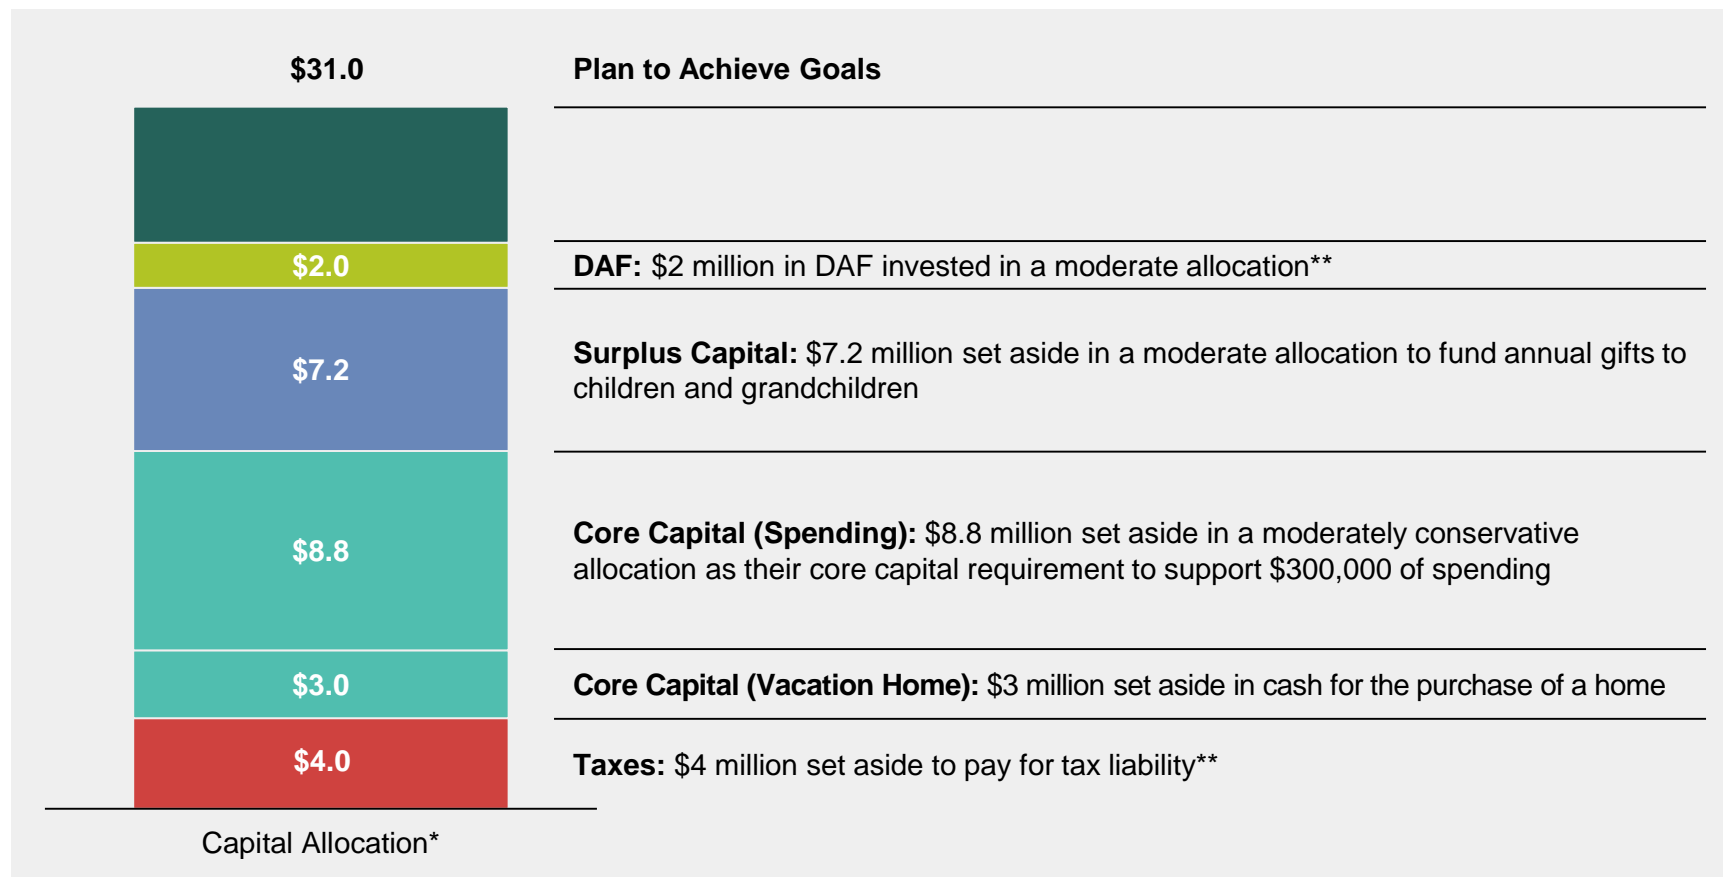 $31.0
Plan to Achieve Goals
$2.0
DAF: $2 million in DAF invested in a moderate allocation**
$7.2
Surplus Capital: $7.2 million set aside in a moderate allocation to fund annual gifts to
children and grandchildren
$8.8
Core Capital (Spending): $8.8 million set aside in a moderately conservative
allocation as their core capital requirement to support $300,000 of spending
$3.0
Core Capital (Vacation Home): $3 million set aside in cash for the purchase of a home
$4.0
Taxes: $4 million set aside to pay for tax liability**
Capital Allocation*